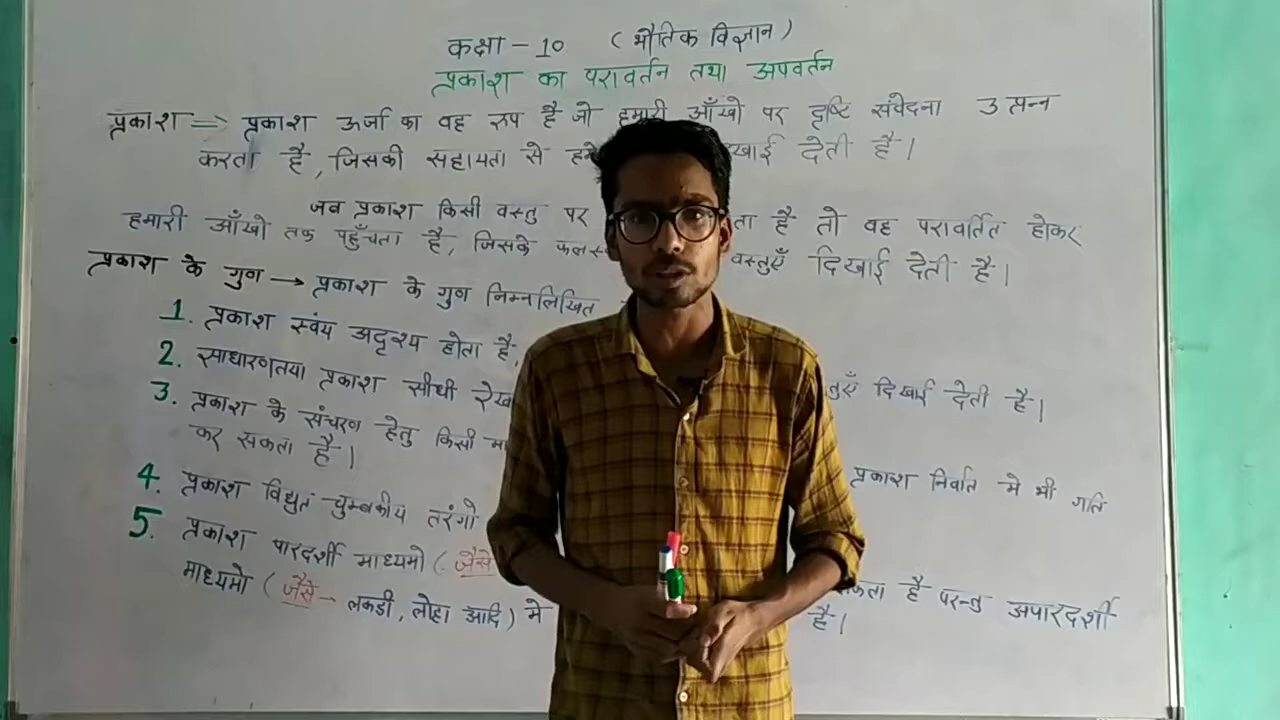 कक्षा - 10 ( भौतिक विज्ञान )
प्रकाश का परावर्तन तथा अपवर्तन
प्रकाश => प्रकाश ऊर्जा का वह रूप है जो हमारी आँखो पर दृष्टि संवेदना उत्पन्न
करता है , जिसकी सहायता से देती है ।
जब प्रकाश किसी वस्तु पर है तो वह परावर्तित होकर
हमारी आँखो तक पहुँचता है , जिसके वस्तुएँ दिखाई देती है ।
प्रकाश के गुण → प्रकाश के गुण निम्नलिखित
1. प्रकाश स्वंय अदृश्य होता है,
2. साधारणतया प्रकाश सीधी दिखाई देती है ।
3. प्रकाश के संचरण हेतु किसी प्रकाश निर्वात मे भी गति
कर सकता है ।
4. प्रकाश विद्युत चुम्बकीय तरंगो
5. प्रकाश पारदर्शी माध्यमो ( जैसे है परन्तु अपारदर्शी
माध्यमो ( जैसे - लकडी , लोहा आदि ) मे है ।